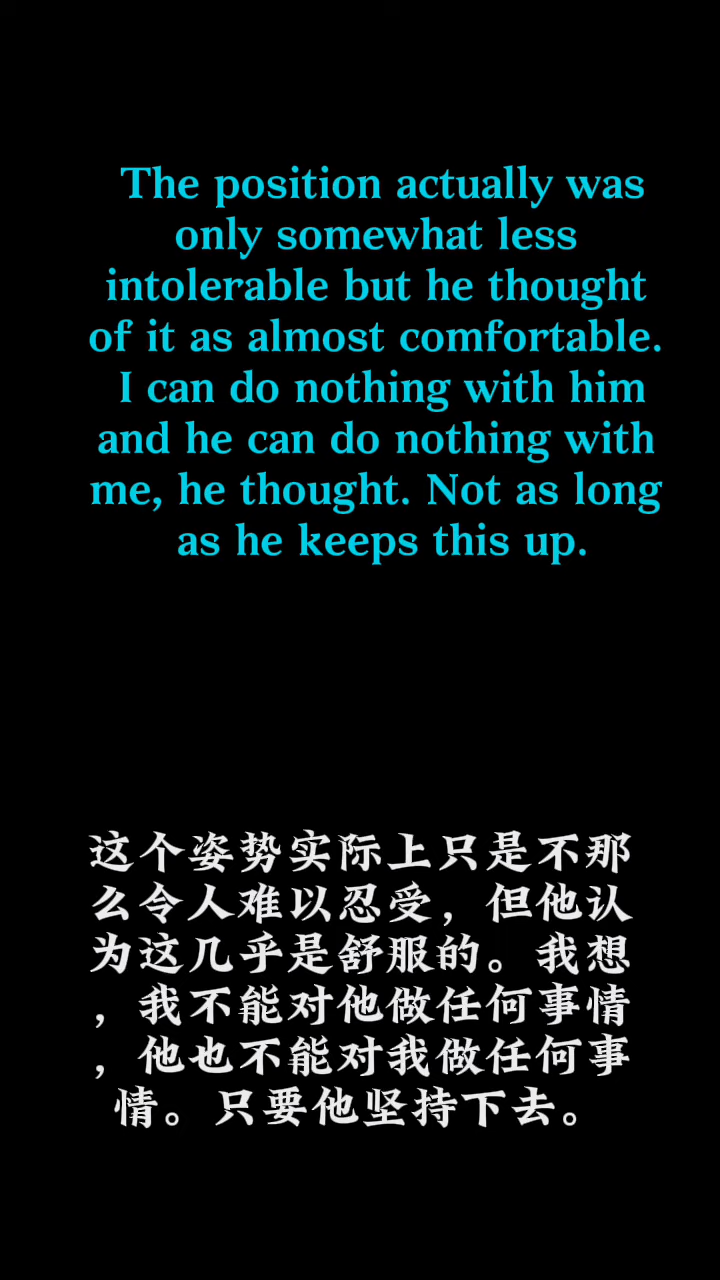 The position actually was
only somewhat less
intolerable but he thought
of it as almost comfortable.
I can do nothing with him
and he can do nothing with
me, he thought. Not as long
as he keeps this up.
这个姿势实际上只是不那
么令人难以忍受，但他认
为这几乎是舒服的。我想
，我不能对他做任何事情
，他也不能对我做任何事
情。只要他坚持下去。